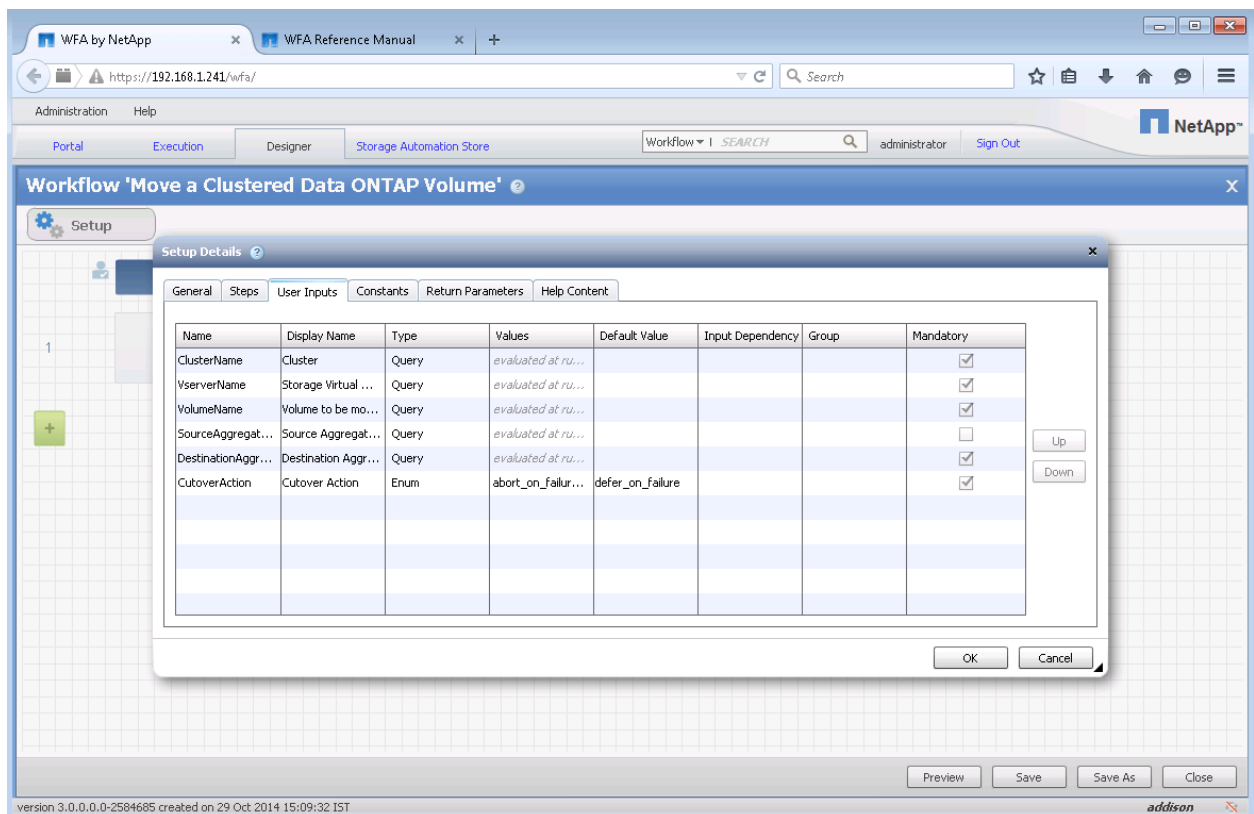 WFA by NetApp × WFA Reference Manual × +
https://192.168.1.241/wfa/ Search
Administration Help
NetApp™
Portal Execution Designer Storage Automation Store Workflow SEARCH administrator Sign Out
Workflow 'Move a Clustered Data ONTAP Volume' ? X
Setup
Setup Details ? ×
General Steps User Inputs Constants Return Parameters Help Content
Name Display Name Type Values Default Value Input Dependency Group Mandatory
ClusterName Cluster Query evaluated at ru...
VserverName Storage Virtual ... Query evaluated at ru...
VolumeName Volume to be mo... Query evaluated at ru...
SourceAggregat... Source Aggregat... Query evaluated at ru...
DestinationAggr... Destination Aggr... Query evaluated at ru...
CutoverAction Cutover Action Enum abort_on_failur... defer_on_failure
1
+
Up
Down
OK Cancel
Preview Save Save As Close
version 3.0.0.0.0-2584685 created on 29 Oct 2014 15:09:32 IST addison